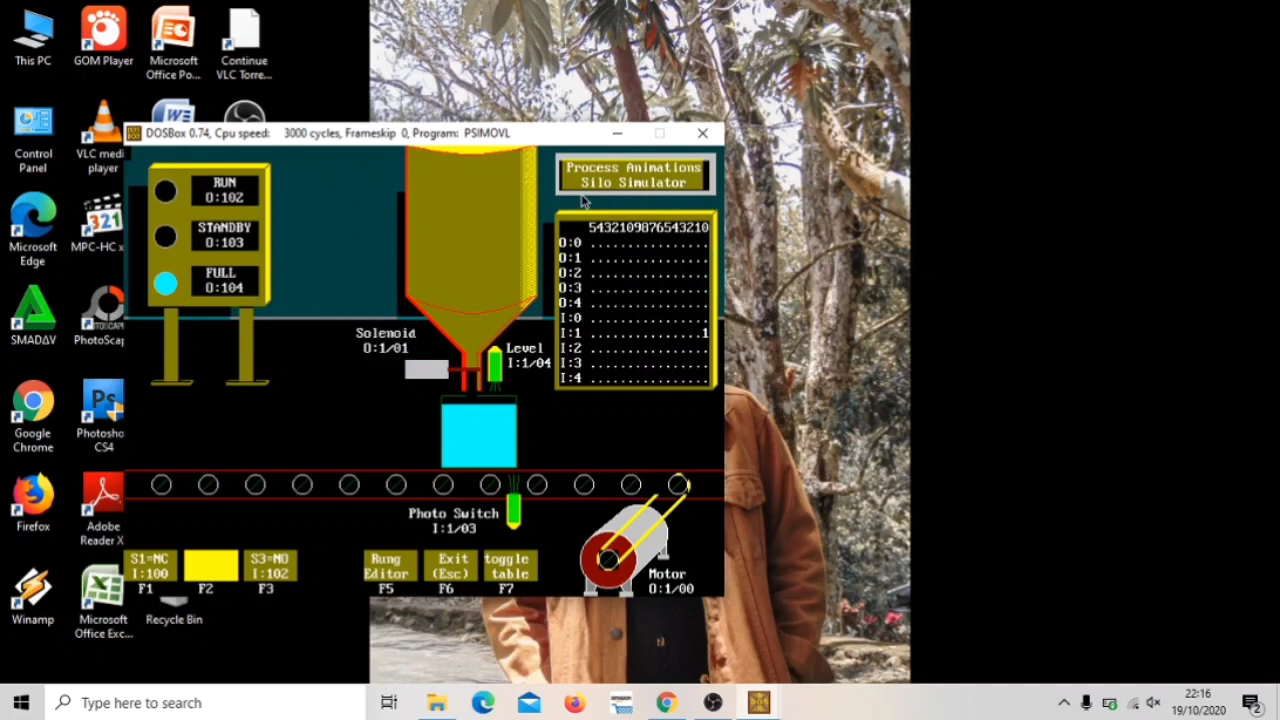 This PC
GOM Player
Microsoft
Office Po...
Continue
VLC Torre...
Control
Panel
VLC medi
player
Microsoft
Edge
MPC-HC x
SMADΔV
PhotoScap
Google
Chrome
Photosho
CS4
Firefox
Adobe
Reader X
Winamp
Microsoft
Office Exc...
Recycle Bin
DOSBox 0.74, Cpu speed: 3000 cycles, Frameskip 0, Program: PSIMOVL
RUN
O:102
STANDBY
O:103
FULL
O:104
Process Animations
Silo Simulator
5432109876543210
O:0 ................
O:1 ................
O:2 ................
O:3 ................
O:4 ................
I:0 ................
I:1 ...............1
I:2 ................
I:3 ................
I:4 ................
Solenoid
O:1/01
Level
I:1/04
Photo Switch
I:1/03
S1=NC
I:100
F1
F2
S3=NO
I:102
F3
Rung
Editor
F5
Exit
(Esc)
F6
toggle
table
F7
Motor
O:1/00
Type here to search
22:16
19/10/2020
2